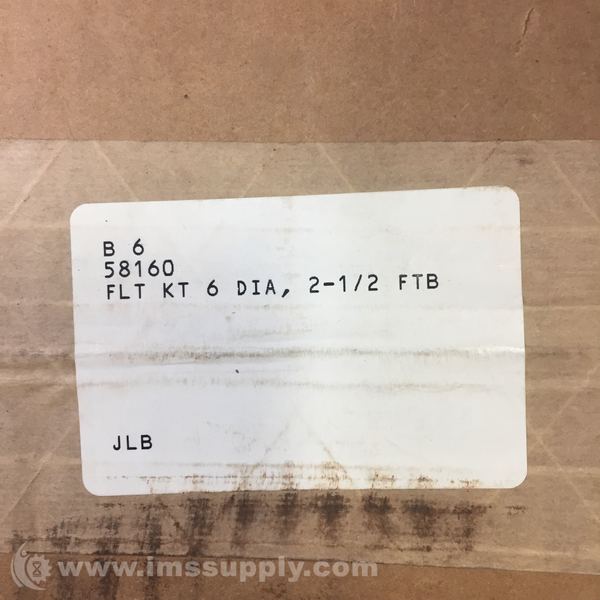 B 6
58160
FLT KT 6 DIA, 2-1/2 FTB
JLB
www.imssupply.com